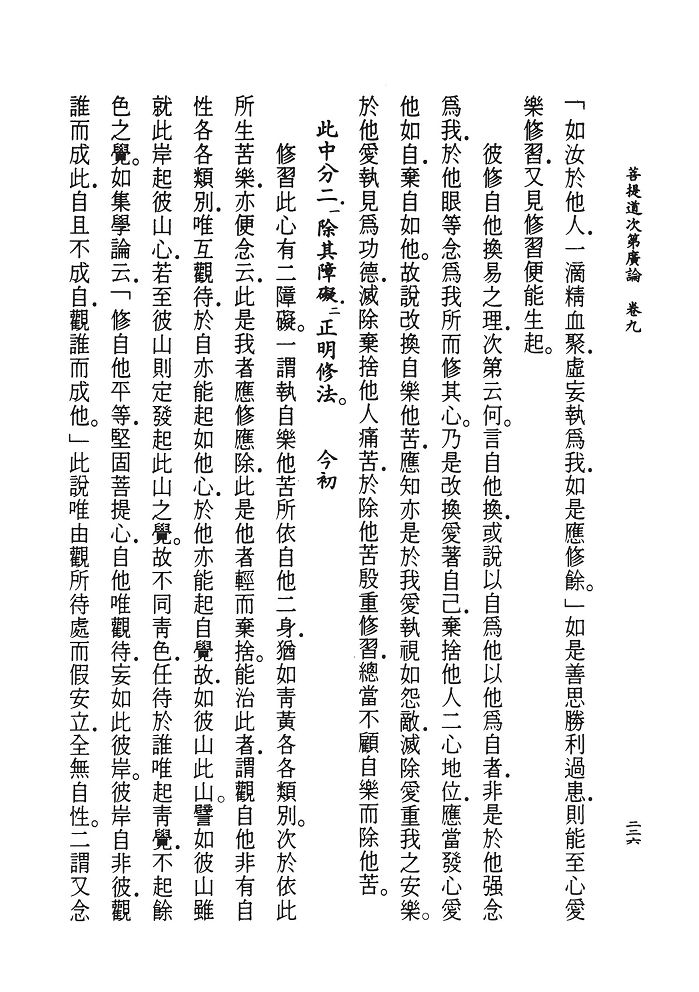 菩提道次第廣論　卷九
二三六
「如汝於他人．一滴精血聚．虛妄執爲我．如是應修餘。」如是善思勝利過患．則能至心愛
樂修習．又見修習便能生起。
彼修自他換易之理．次第云何。言自他換．或說以自爲他以他爲自者．非是於他强念
爲我．於他眼等念爲我所而修其心。乃是改換愛著自己．棄捨他人二心地位．應當發心愛
他如自．棄自如他。故說改換自樂他苦．應知亦是於我愛執視如怨敵．滅除愛重我之安樂。
於他愛執見爲功德．滅除棄捨他人痛苦．於除他苦殷重修習．總當不顧自樂而除他苦。
此中分二．一除其障礙．二正明修法。　今初
修習此心有二障礙。一謂執自樂他苦所依自他二身．猶如靑黃各各類別。次於依此
所生苦樂．亦便念云．此是我者應修應除．此是他者輕而棄捨。能治此者．謂觀自他非有自
性各各類別．唯互觀待．於自亦能起如他心．於他亦能起自覺故．如彼山此山。譬如彼山雖
就此岸起彼山心．若至彼山則定發起此山之覺。故不同靑色．任待於誰唯起靑覺．不起餘
色之覺。如集學論云．「修自他平等．堅固菩提心．自他唯觀待．妄如此彼岸。彼岸自非彼．觀
誰而成此．自且不成自．觀誰而成他。」此說唯由觀所待處而假安立．全無自性。二謂又念